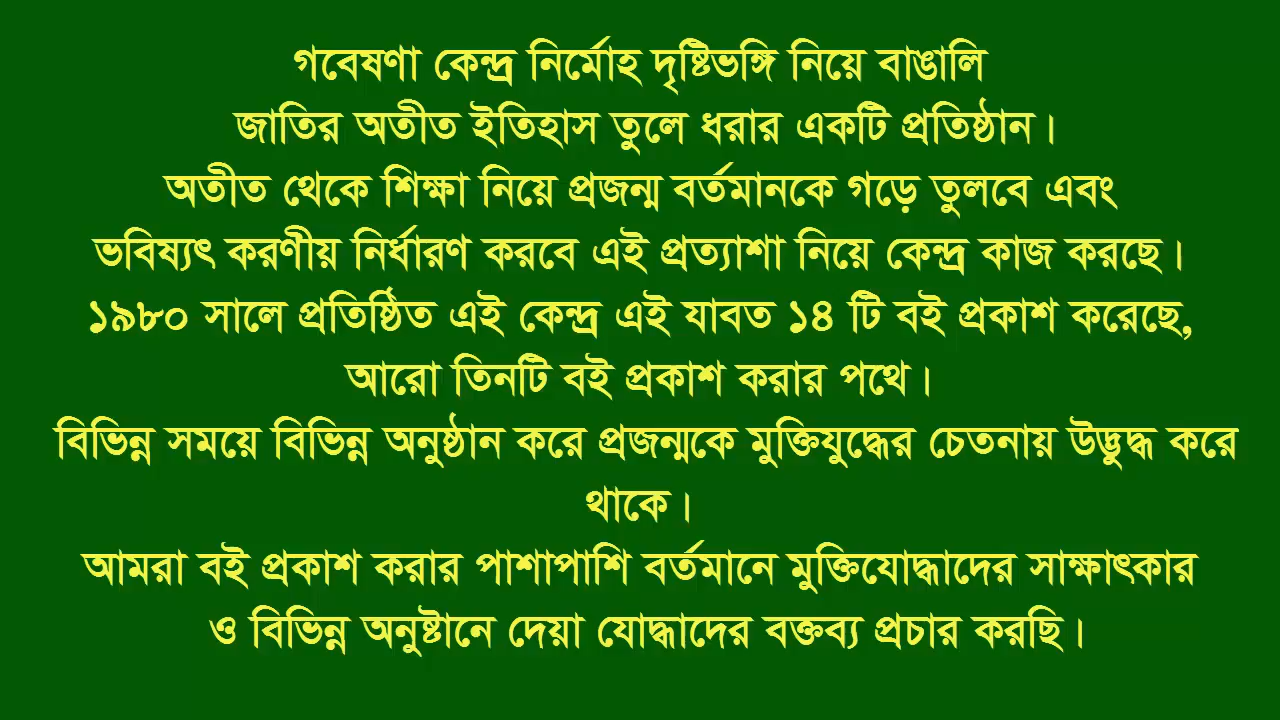 গবেষণা কেন্দ্র নির্মোহ দৃষ্টিভঙ্গি নিয়ে বাঙালি
জাতির অতীত ইতিহাস তুলে ধরার একটি প্রতিষ্ঠান।
অতীত থেকে শিক্ষা নিয়ে প্রজন্ম বর্তমানকে গড়ে তুলবে এবং
ভবিষ্যৎ করণীয় নির্ধারণ করবে এই প্রত্যাশা নিয়ে কেন্দ্র কাজ করছে।
১৯৮০ সালে প্রতিষ্ঠিত এই কেন্দ্র এই যাবত ১৪ টি বই প্রকাশ করেছে,
আরো তিনটি বই প্রকাশ করার পথে।
বিভিন্ন সময়ে বিভিন্ন অনুষ্ঠান করে প্রজন্মকে মুক্তিযুদ্ধের চেতনায় উদ্ভুদ্ধ করে
থাকে।
আমরা বই প্রকাশ করার পাশাপাশি বর্তমানে মুক্তিযোদ্ধাদের সাক্ষাৎকার
ও বিভিন্ন অনুষ্টানে দেয়া যোদ্ধাদের বক্তব্য প্রচার করছি।